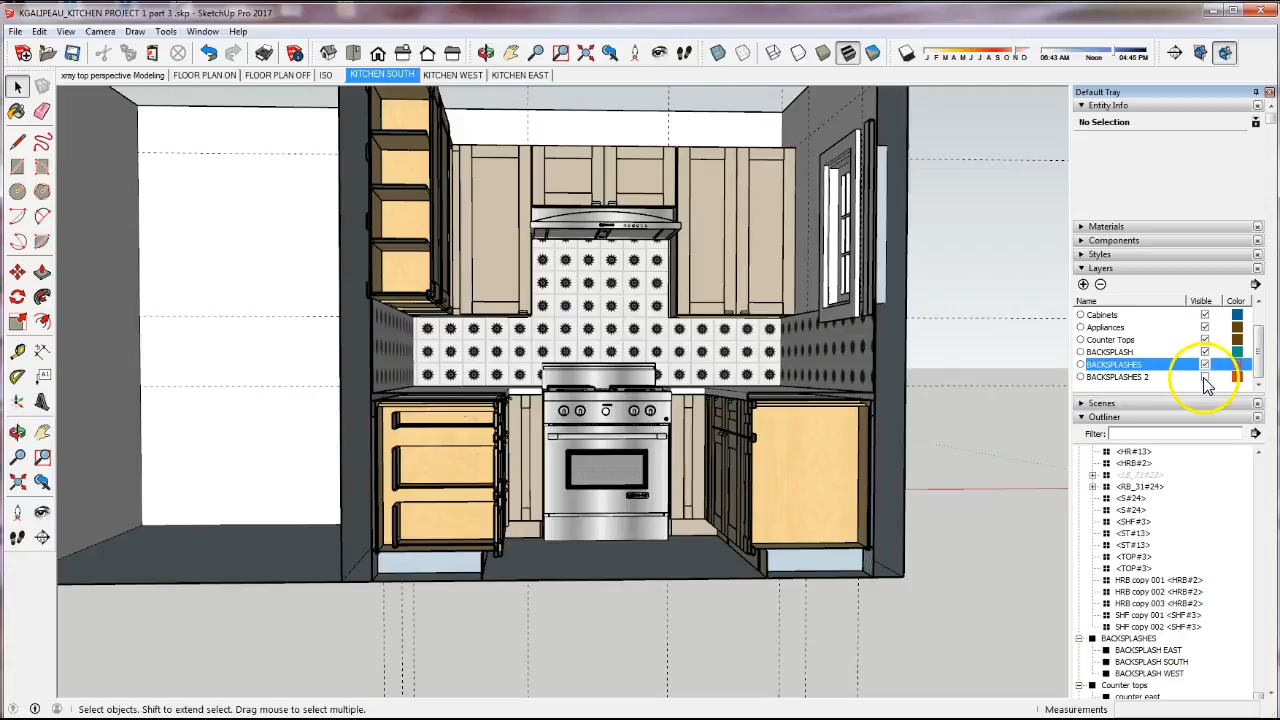 KGALIPEAU_KITCHEN PROJECT 1 part 3 .skp - SketchUp Pro 2017
File Edit View Camera Draw Tools Window Help
J F M A M J J A S O N D
06:43 AM Noon 04:45 PM
xray top perspective Modeling FLOOR PLAN ON FLOOR PLAN OFF ISO KITCHEN SOUTH KITCHEN WEST KITCHEN EAST
Default Tray
Entity Info
No Selection
Materials
Components
Styles
Layers
Name Visible Color
Cabinets
Appliances
Counter Tops
BACKSPLASH
BACKSPLASHES
BACKSPLASHES 2
Scenes
Outliner
Filter:
<HR#13>
<HRB#2>
<LB_31#23>
<RB_31#24>
<S#24>
<S#24>
<SHF#3>
<ST#13>
<ST#13>
<TOP#3>
<TOP#3>
HRB copy 001 <HRB#2>
HRB copy 002 <HRB#2>
HRB copy 003 <HRB#2>
SHF copy 001 <SHF#3>
SHF copy 002 <SHF#3>
BACKSPLASHES
BACKSPLASH EAST
BACKSPLASH SOUTH
BACKSPLASH WEST
Counter tops
counter east
Select objects. Shift to extend select. Drag mouse to select multiple.
Measurements